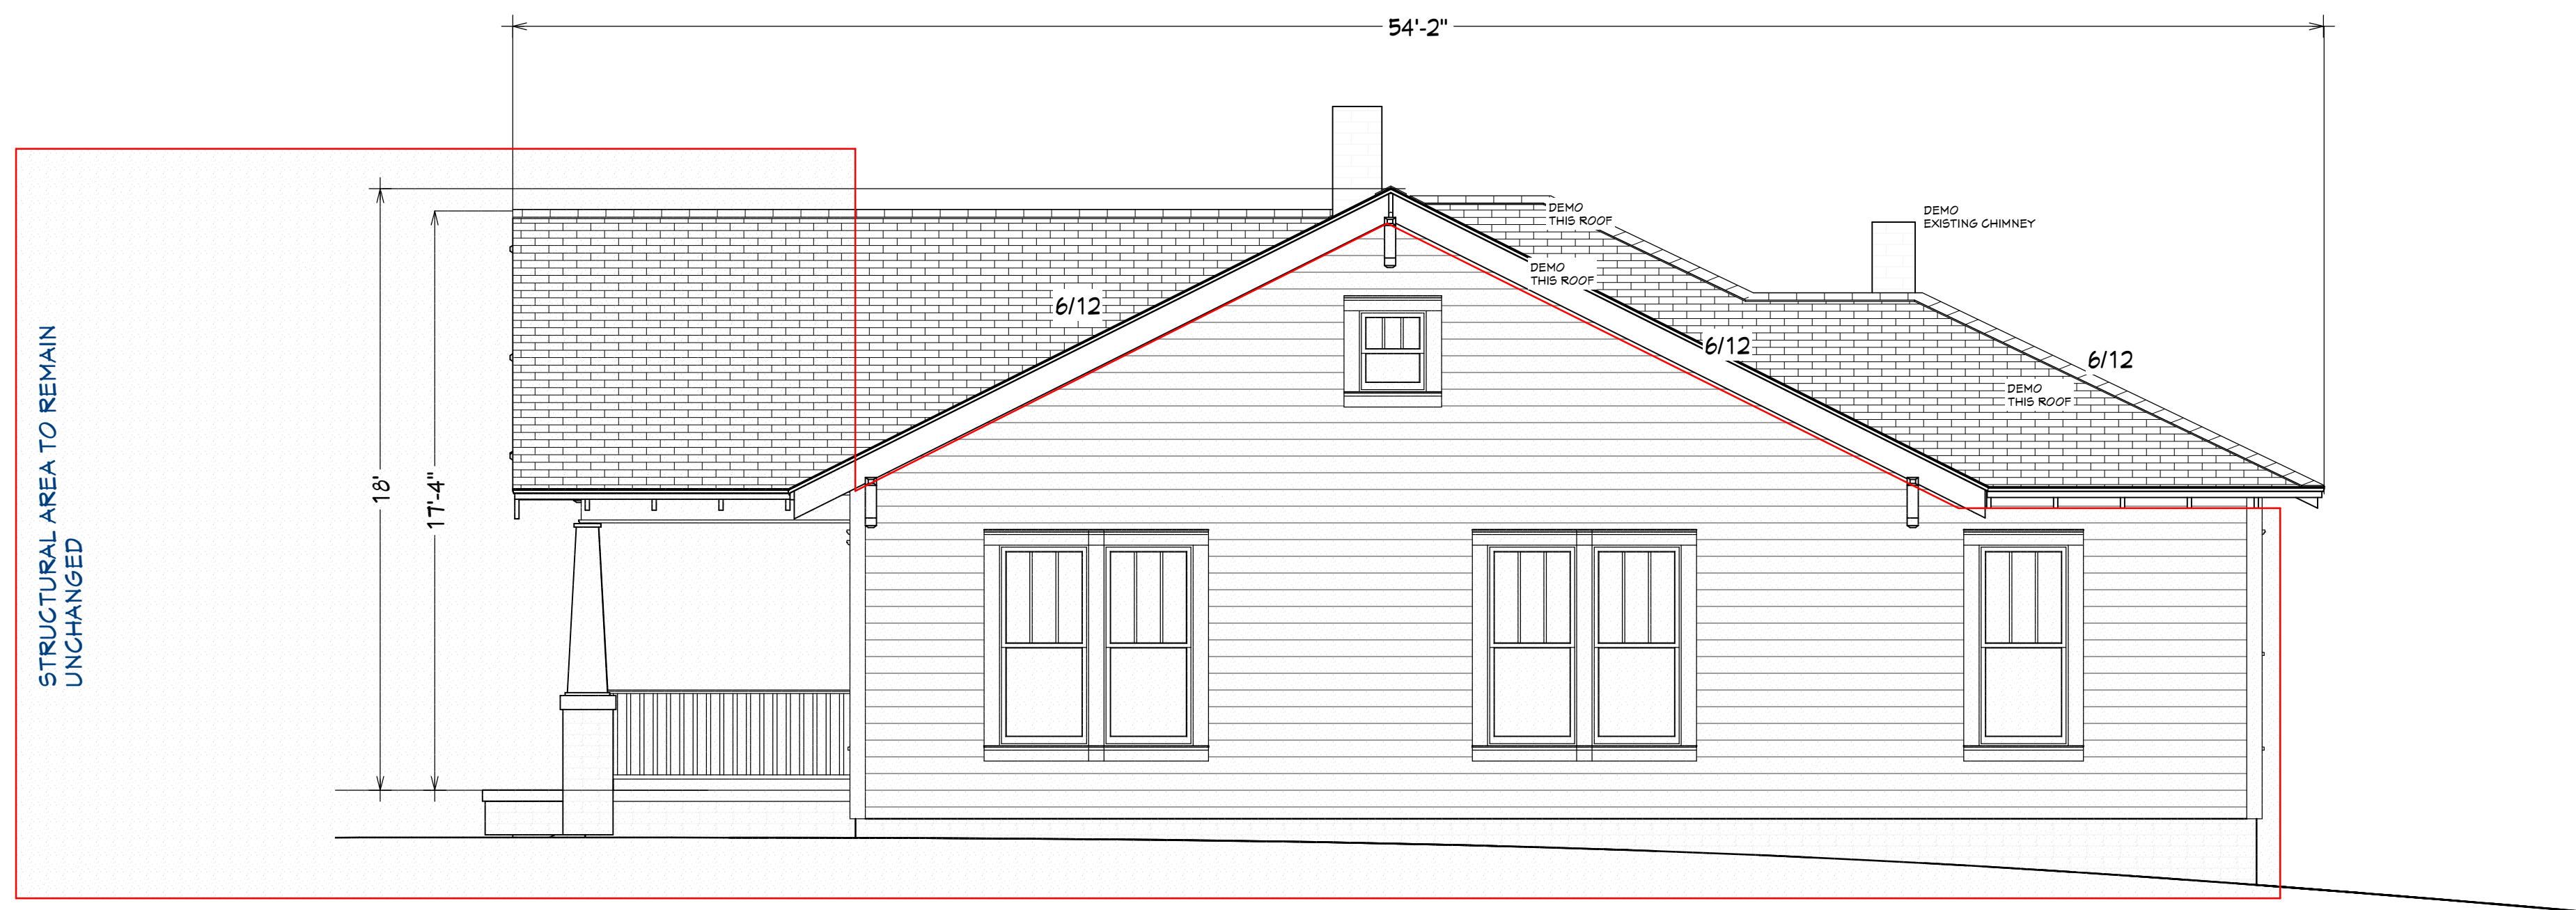 54'-2"
DEMO
THIS ROOF
DEMO
EXISTING CHIMNEY
DEMO
THIS ROOF
6/12
6/12
6/12
DEMO
THIS ROOF
18'
17'-4"
STRUCTURAL AREA TO REMAIN
UNCHANGED